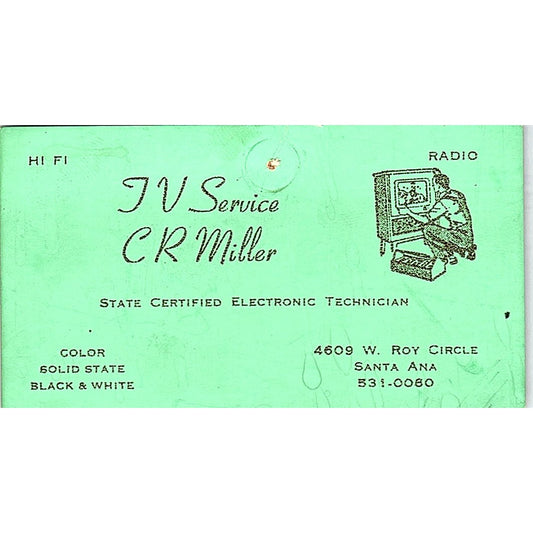 HI FI
RADIO
TV Service
CR Miller
STATE CERTIFIED ELECTRONIC TECHNICIAN
COLOR
SOLID STATE
BLACK & WHITE
4609 W. ROY CIRCLE
SANTA ANA
531-0060